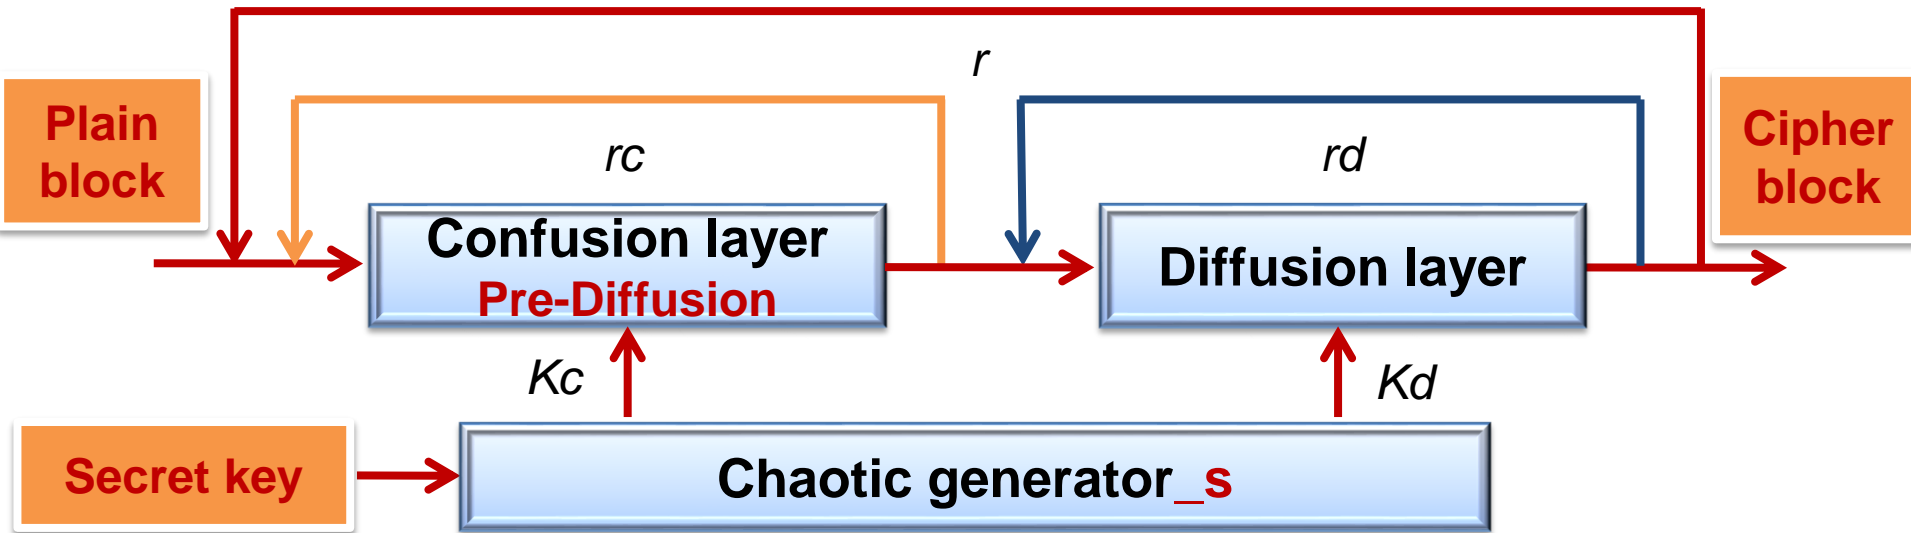 r
Plain
block
rc
rd
Cipher
block
Confusion layer
Pre-Diffusion
Diffusion layer
Kc
Kd
Secret key
Chaotic generator_s